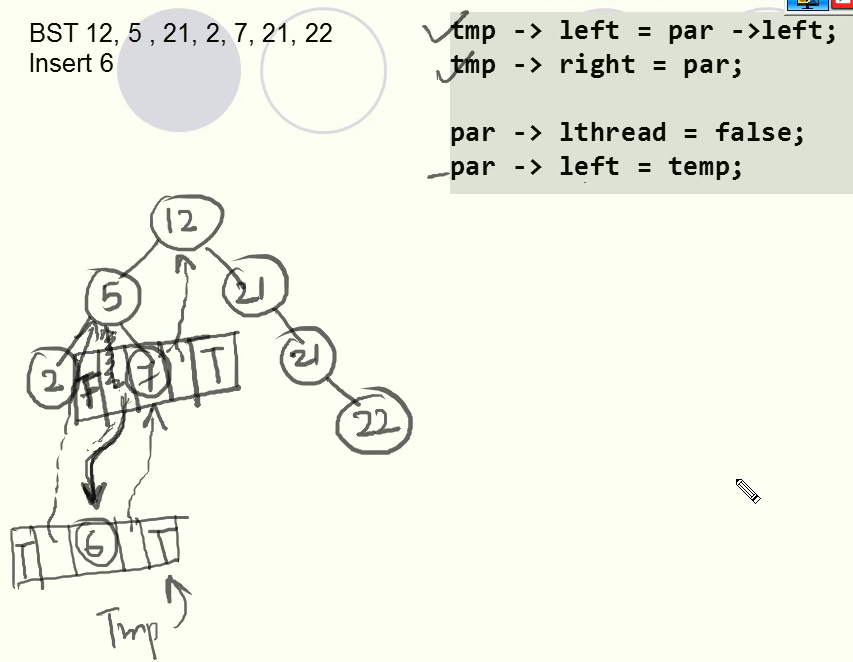 BST 12, 5 , 21, 2, 7, 21, 22
Insert 6
tmp -> left = par ->left;
tmp -> right = par;
par -> lthread = false;
par -> left = temp;
12
5
21
2
F
7
T
21
22
T
6
T
Tmp